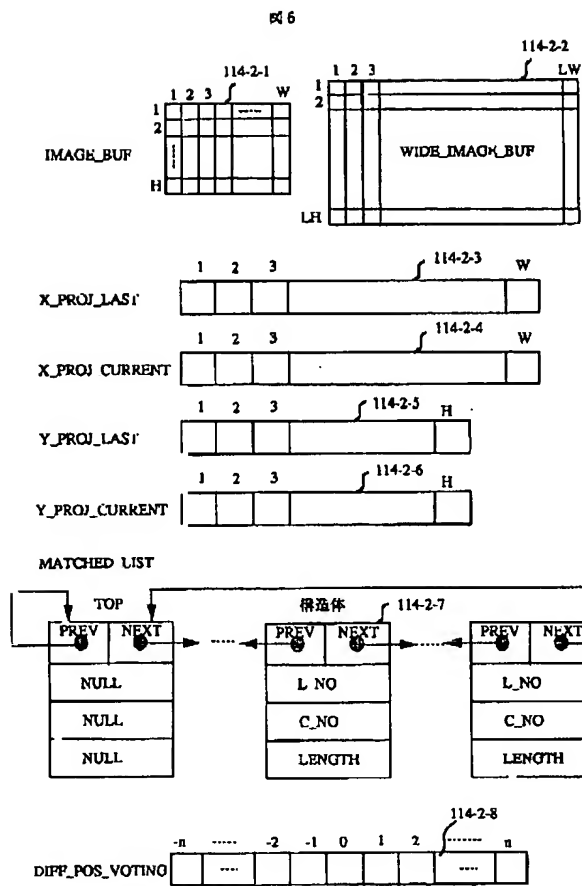 図 6
114-2-1
1 2 3 W
1
2
H
IMAGE_BUF
114-2-2
1 2 3 LW
1
2
LH
WIDE_IMAGE_BUF
114-2-3
1 2 3 W
X_PROJ_LAST
114-2-4
1 2 3 W
X_PROJ CURRENT
114-2-5
1 2 3 H
Y_PROJ_LAST
114-2-6
1 2 3 H
Y_PROJ_CURRENT
MATCHED LIST
TOP
PREV NEXT
NULL
NULL
NULL
構造体 114-2-7
PREV NEXT
L_NO
C_NO
LENGTH
PREV NEXT
L_NO
C_NO
LENGTH
114-2-8
-n ----- -2 -1 0 1 2 -------- n
DIFF_POS_VOTING ---- ----